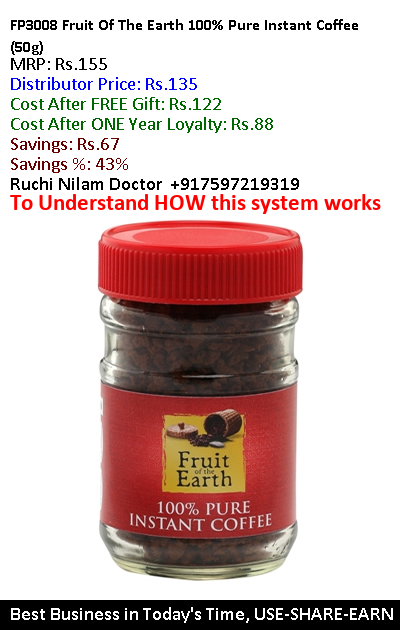 FP3008 Fruit Of The Earth 100% Pure Instant Coffee
(50g)
MRP: Rs.155
Distributor Price: Rs.135
Cost After FREE Gift: Rs.122
Cost After ONE Year Loyalty: Rs.88
Savings: Rs.67
Savings %: 43%
Ruchi Nilam Doctor +917597219319
To Understand HOW this system works
Fruit
of the
Earth
100% PURE
INSTANT COFFEE
Best Business in Today's Time, USE-SHARE-EARN